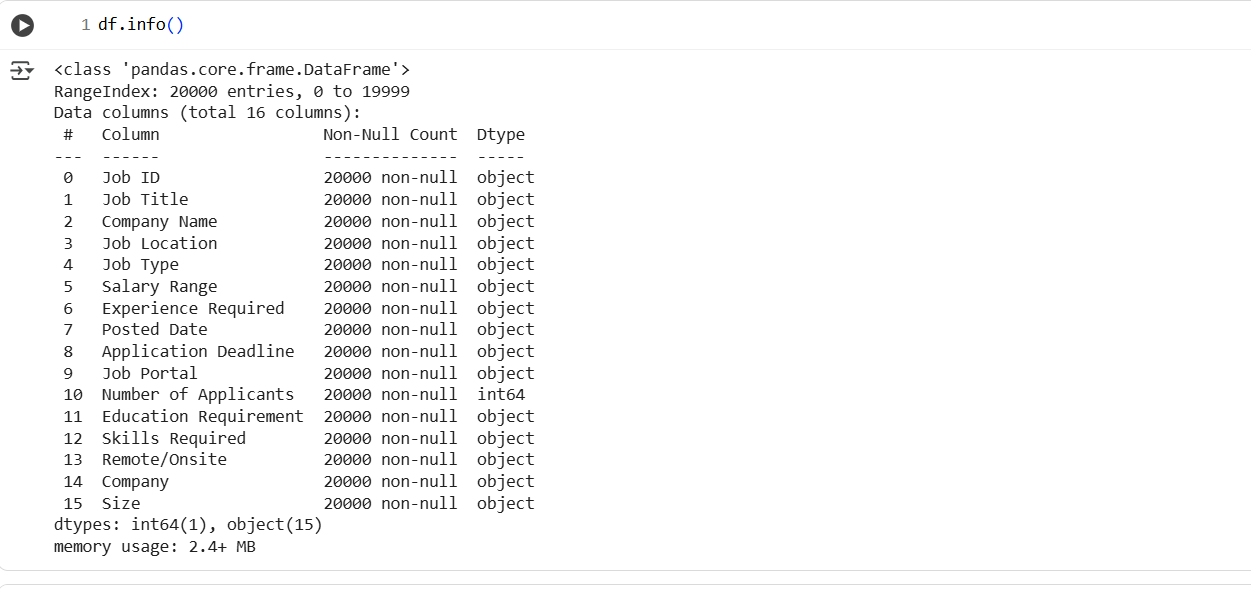 1 df.info()
<class 'pandas.core.frame.DataFrame'>
RangeIndex: 20000 entries, 0 to 19999
Data columns (total 16 columns):
 #   Column                 Non-Null Count  Dtype
---  ------                 --------------  -----
 0   Job ID                 20000 non-null  object
 1   Job Title              20000 non-null  object
 2   Company Name           20000 non-null  object
 3   Job Location           20000 non-null  object
 4   Job Type               20000 non-null  object
 5   Salary Range           20000 non-null  object
 6   Experience Required    20000 non-null  object
 7   Posted Date            20000 non-null  object
 8   Application Deadline   20000 non-null  object
 9   Job Portal             20000 non-null  object
 10  Number of Applicants   20000 non-null  int64
 11  Education Requirement  20000 non-null  object
 12  Skills Required        20000 non-null  object
 13  Remote/Onsite          20000 non-null  object
 14  Company                20000 non-null  object
 15  Size                   20000 non-null  object
dtypes: int64(1), object(15)
memory usage: 2.4+ MB